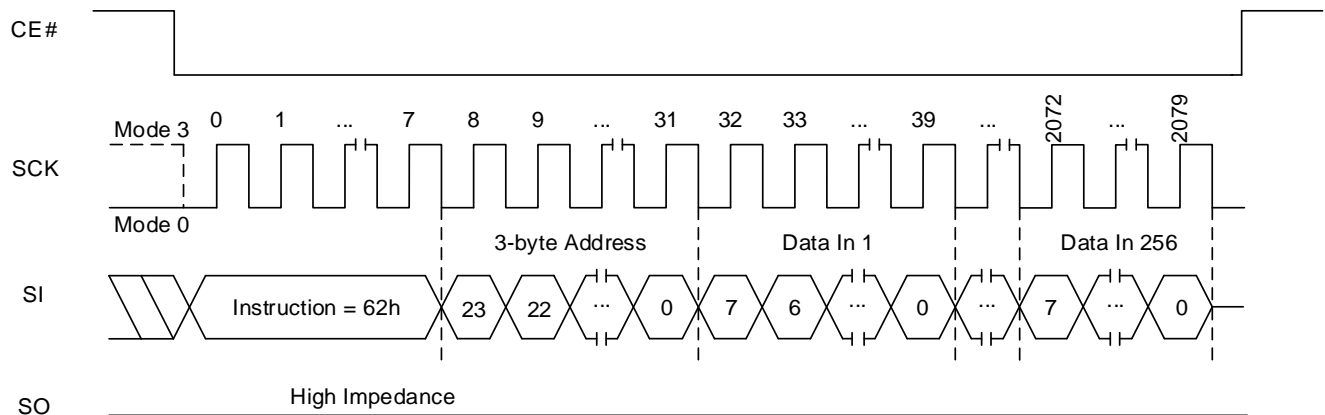 CE#
0 1 ... 7 8 9 ... 31 32 33 ... 39 ... 2072 ... 2079
Mode 3
SCK
Mode 0
3-byte Address Data In 1 Data In 256
SI Instruction = 62h 23 22 ... 0 7 6 ... 0 ... 7 ... 0
High Impedance
SO